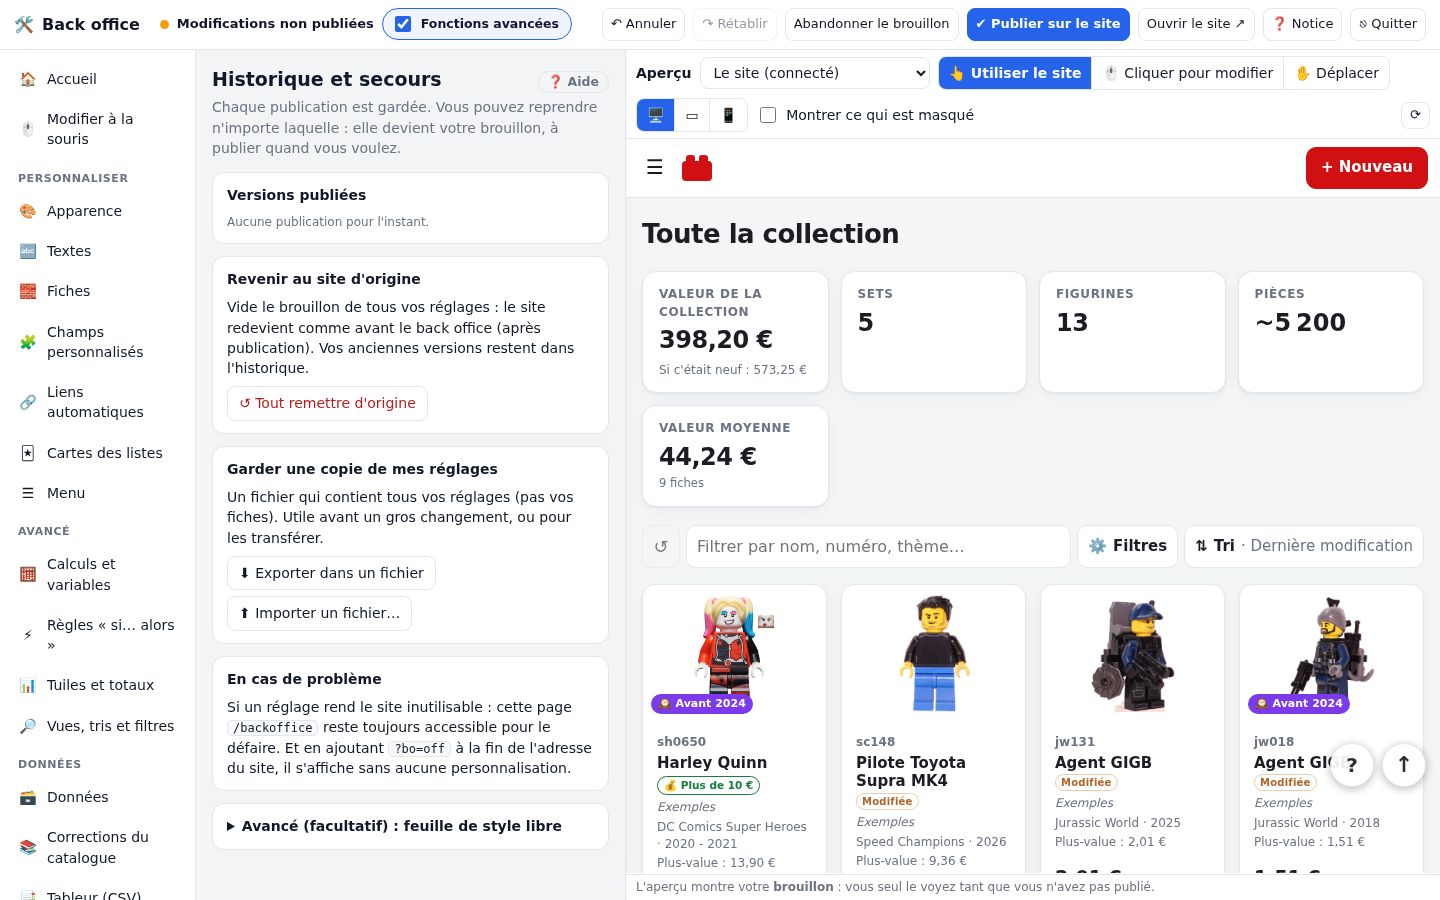 🛠️ Back office
Modifications non publiées
Fonctions avancées
↶ Annuler
↷ Rétablir
Abandonner le brouillon
✔ Publier sur le site
Ouvrir le site ↗
❓ Notice
⎋ Quitter
Accueil
Modifier à la
souris
PERSONNALISER
Apparence
Textes
Fiches
Champs
personnalisés
Liens
automatiques
Cartes des listes
Menu
AVANCÉ
Calculs et
variables
Règles « si… alors
»
Tuiles et totaux
Vues, tris et filtres
DONNÉES
Données
Corrections du
catalogue
Tableur (CSV)
Historique et secours
❓ Aide
Chaque publication est gardée. Vous pouvez reprendre
n'importe laquelle : elle devient votre brouillon, à
publier quand vous voulez.
Versions publiées
Aucune publication pour l'instant.
Revenir au site d'origine
Vide le brouillon de tous vos réglages : le site
redevient comme avant le back office (après
publication). Vos anciennes versions restent dans
l'historique.
↺ Tout remettre d'origine
Garder une copie de mes réglages
Un fichier qui contient tous vos réglages (pas vos
fiches). Utile avant un gros changement, ou pour
les transférer.
⬇ Exporter dans un fichier
⬆ Importer un fichier…
En cas de problème
Si un réglage rend le site inutilisable : cette page
/backoffice reste toujours accessible pour le
défaire. Et en ajoutant ?bo=off à la fin de l'adresse
du site, il s'affiche sans aucune personnalisation.
▶ Avancé (facultatif) : feuille de style libre
Aperçu
Le site (connecté)
👆 Utiliser le site
🖱️ Cliquer pour modifier
✋ Déplacer
Montrer ce qui est masqué
⟳
☰
+ Nouveau
Toute la collection
VALEUR DE LA
COLLECTION
398,20 €
Si c'était neuf : 573,25 €
SETS
5
FIGURINES
13
PIÈCES
~5 200
VALEUR MOYENNE
44,24 €
9 fiches
↺
Filtrer par nom, numéro, thème…
⚙️ Filtres
⇅ Tri · Dernière modification
Avant 2024
sh0650
Harley Quinn
💰 Plus de 10 €
Exemples
DC Comics Super Heroes
· 2020 - 2021
Plus-value : 13,90 €
sc148
Pilote Toyota
Supra MK4
Modifiée
Exemples
Speed Champions · 2026
Plus-value : 9,36 €
jw131
Agent GIGB
Modifiée
Exemples
Jurassic World · 2025
Plus-value : 2,01 €
Avant 2024
jw018
Agent
Modifiée
Exemples
Jurassic World · 2018
Plus-value : 1,51 €
?
↑
L'aperçu montre votre brouillon : vous seul le voyez tant que vous n'avez pas publié.